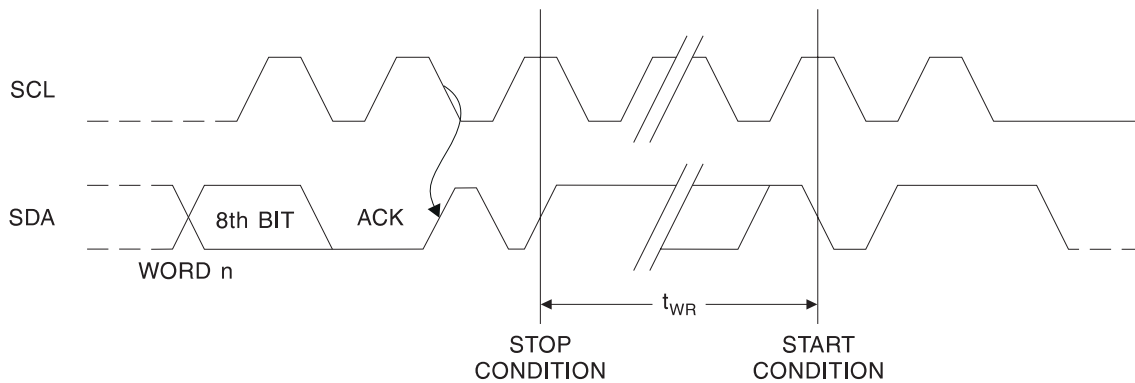 SCL
SDA
8th BIT
ACK
WORD n
tWR
STOP
CONDITION
START
CONDITION